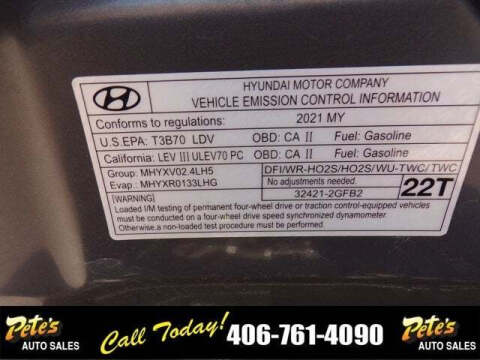 HYUNDAI MOTOR COMPANY
VEHICLE EMISSION CONTROL INFORMATION
Conforms to regulations: 2021 MY
U.S.EPA: T3B70 LDV OBD: CA II Fuel: Gasoline
California: LEV III ULEV70 PC OBD: CA II Fuel: Gasoline
Group: MHYXV02.4LH5 DFI/WR-HO2S/HO2S/WU-TWC/TWC
Evap: MHYXR0133LHG No adjustments needed. 22T
[WARNING] 32421-2GFB2
Loaded I/M testing of permanent four-wheel drive or traction control-equipped vehicles
must be conducted on a four-wheel drive speed synchronized dynamometer.
Otherwise a non-loaded test procedure must be utilized.
Pete's AUTO SALES
Call Today! 406-761-4090
Pete's AUTO SALES